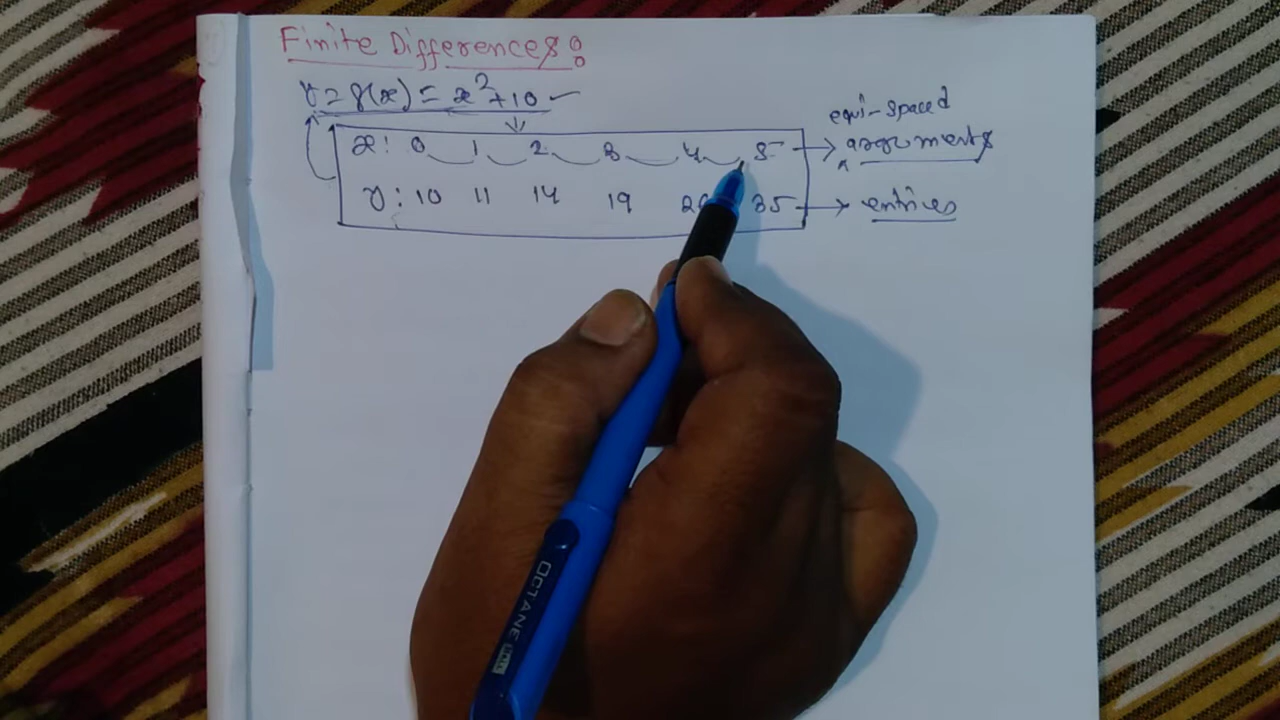 Finite Differences:
y = f(x) = x²+10
equi-spaced
x: 0 1 2 3 4 5 → arguments
y: 10 11 14 19 35 → entries
OCTANE